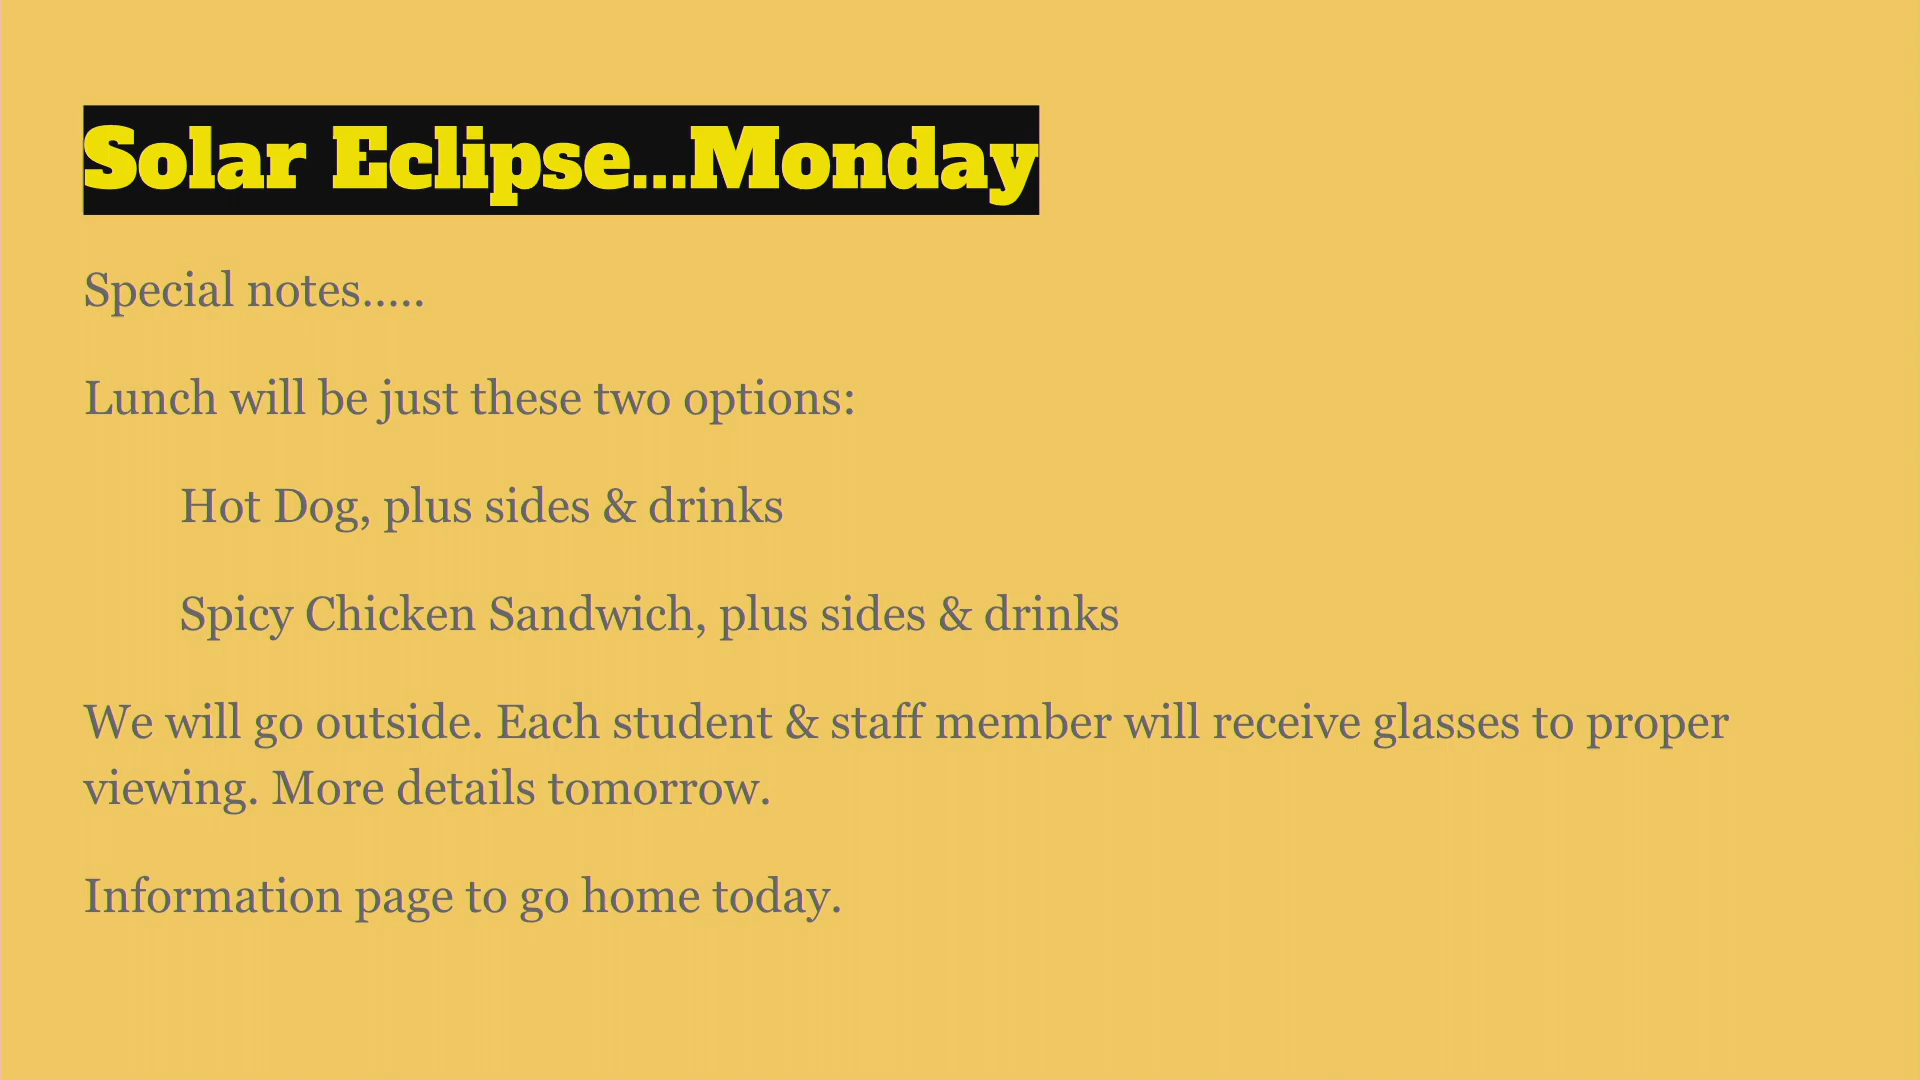 Solar Eclipse...Monday
Special notes.....
Lunch will be just these two options:
Hot Dog, plus sides & drinks
Spicy Chicken Sandwich, plus sides & drinks
We will go outside. Each student & staff member will receive glasses to proper
viewing. More details tomorrow.
Information page to go home today.